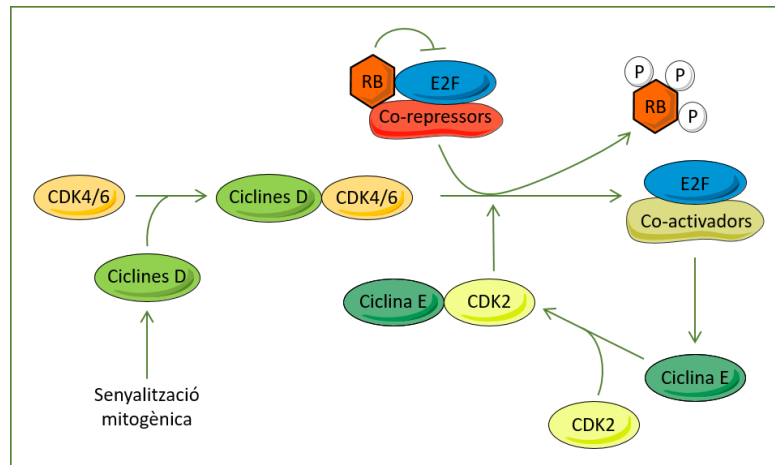 RB
E2F
Co-repressors
P
P
P
RB
CDK4/6
Ciclines D
CDK4/6
E2F
Co-activadors
Ciclines D
Ciclina E
CDK2
Senyalització
mitogènica
Ciclina E
CDK2